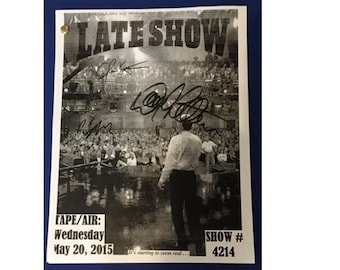 LATE SHOW
TAPE/AIR:
Wednesday
May 20, 2015
It's starting to seem real...
SHOW #
4214